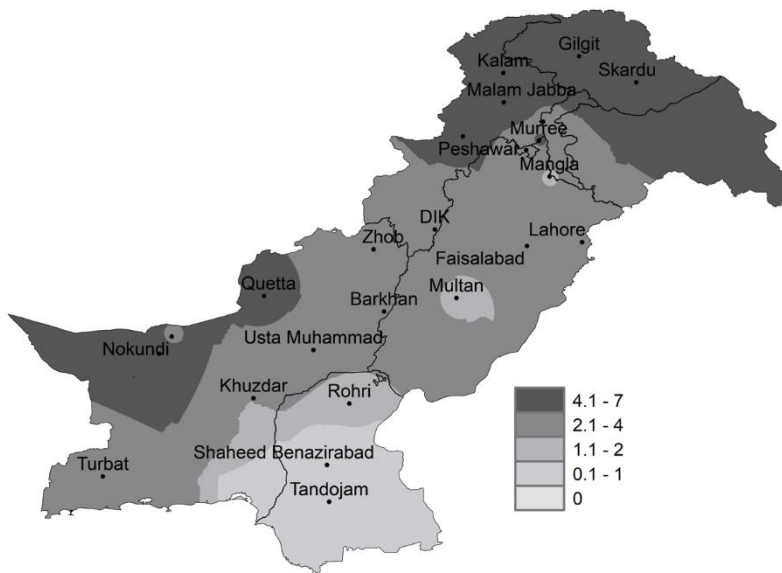 Gilgit
Kalam
Skardu
Malam Jabba
Murree
Peshawar
Mangla
DIK
Zhob
Lahore
Faisalabad
Quetta
Multan
Barkhan
Usta Muhammad
Nokundi
Khuzdar
Rohri
Shaheed Benazirabad
Turbat
Tandojam
4.1 - 7
2.1 - 4
1.1 - 2
0.1 - 1
0